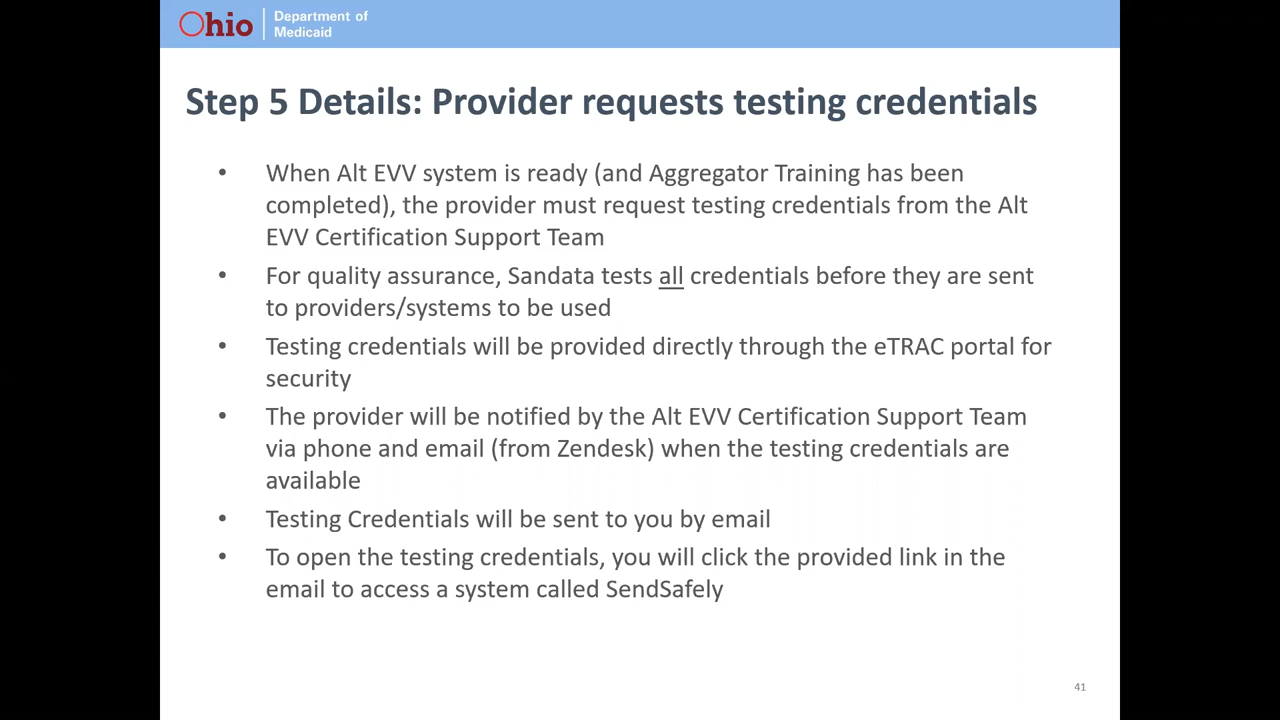 Ohio
Department of
Medicaid
Step 5 Details: Provider requests testing credentials
• When Alt EVV system is ready (and Aggregator Training has been
completed), the provider must request testing credentials from the Alt
EVV Certification Support Team
• For quality assurance, Sandata tests all credentials before they are sent
to providers/systems to be used
• Testing credentials will be provided directly through the eTRAC portal for
security
• The provider will be notified by the Alt EVV Certification Support Team
via phone and email (from Zendesk) when the testing credentials are
available
• Testing Credentials will be sent to you by email
• To open the testing credentials, you will click the provided link in the
email to access a system called SendSafely
41